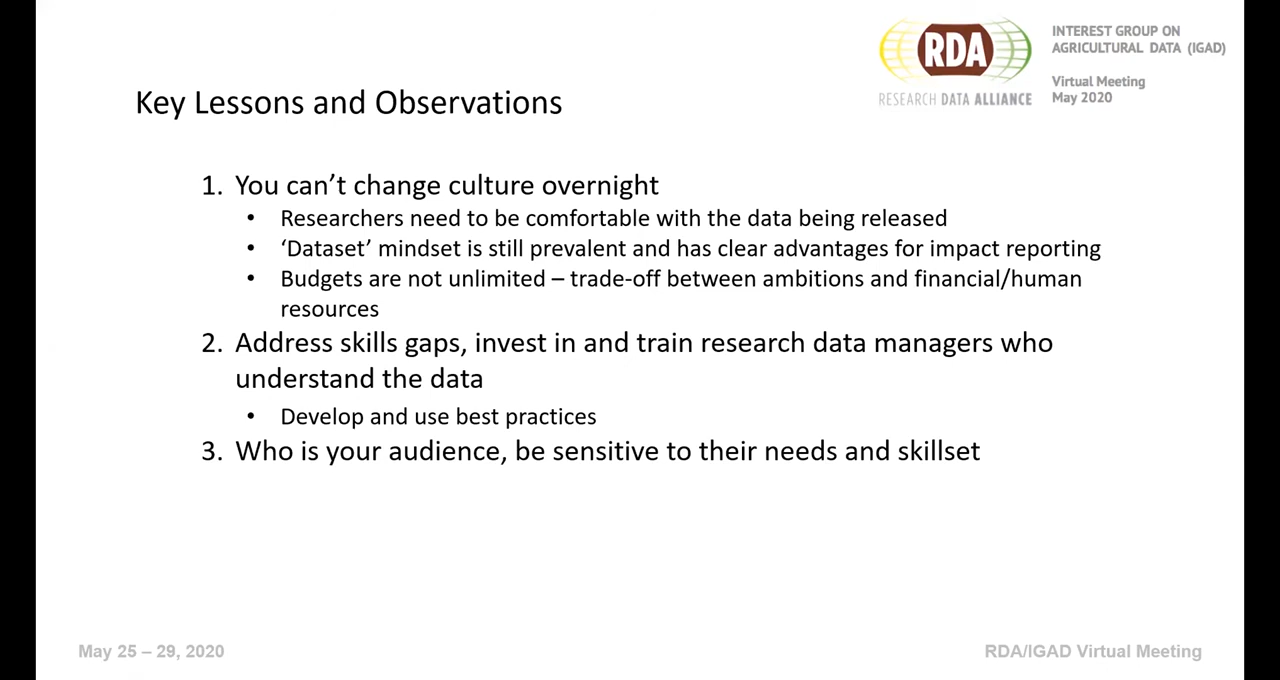 RDA
RESEARCH DATA ALLIANCE
INTEREST GROUP ON
AGRICULTURAL DATA (IGAD)
Virtual Meeting
May 2020
Key Lessons and Observations
1. You can’t change culture overnight
• Researchers need to be comfortable with the data being released
• ‘Dataset’ mindset is still prevalent and has clear advantages for impact reporting
• Budgets are not unlimited – trade-off between ambitions and financial/human
resources
2. Address skills gaps, invest in and train research data managers who
understand the data
• Develop and use best practices
3. Who is your audience, be sensitive to their needs and skillset
May 25 – 29, 2020
RDA/IGAD Virtual Meeting